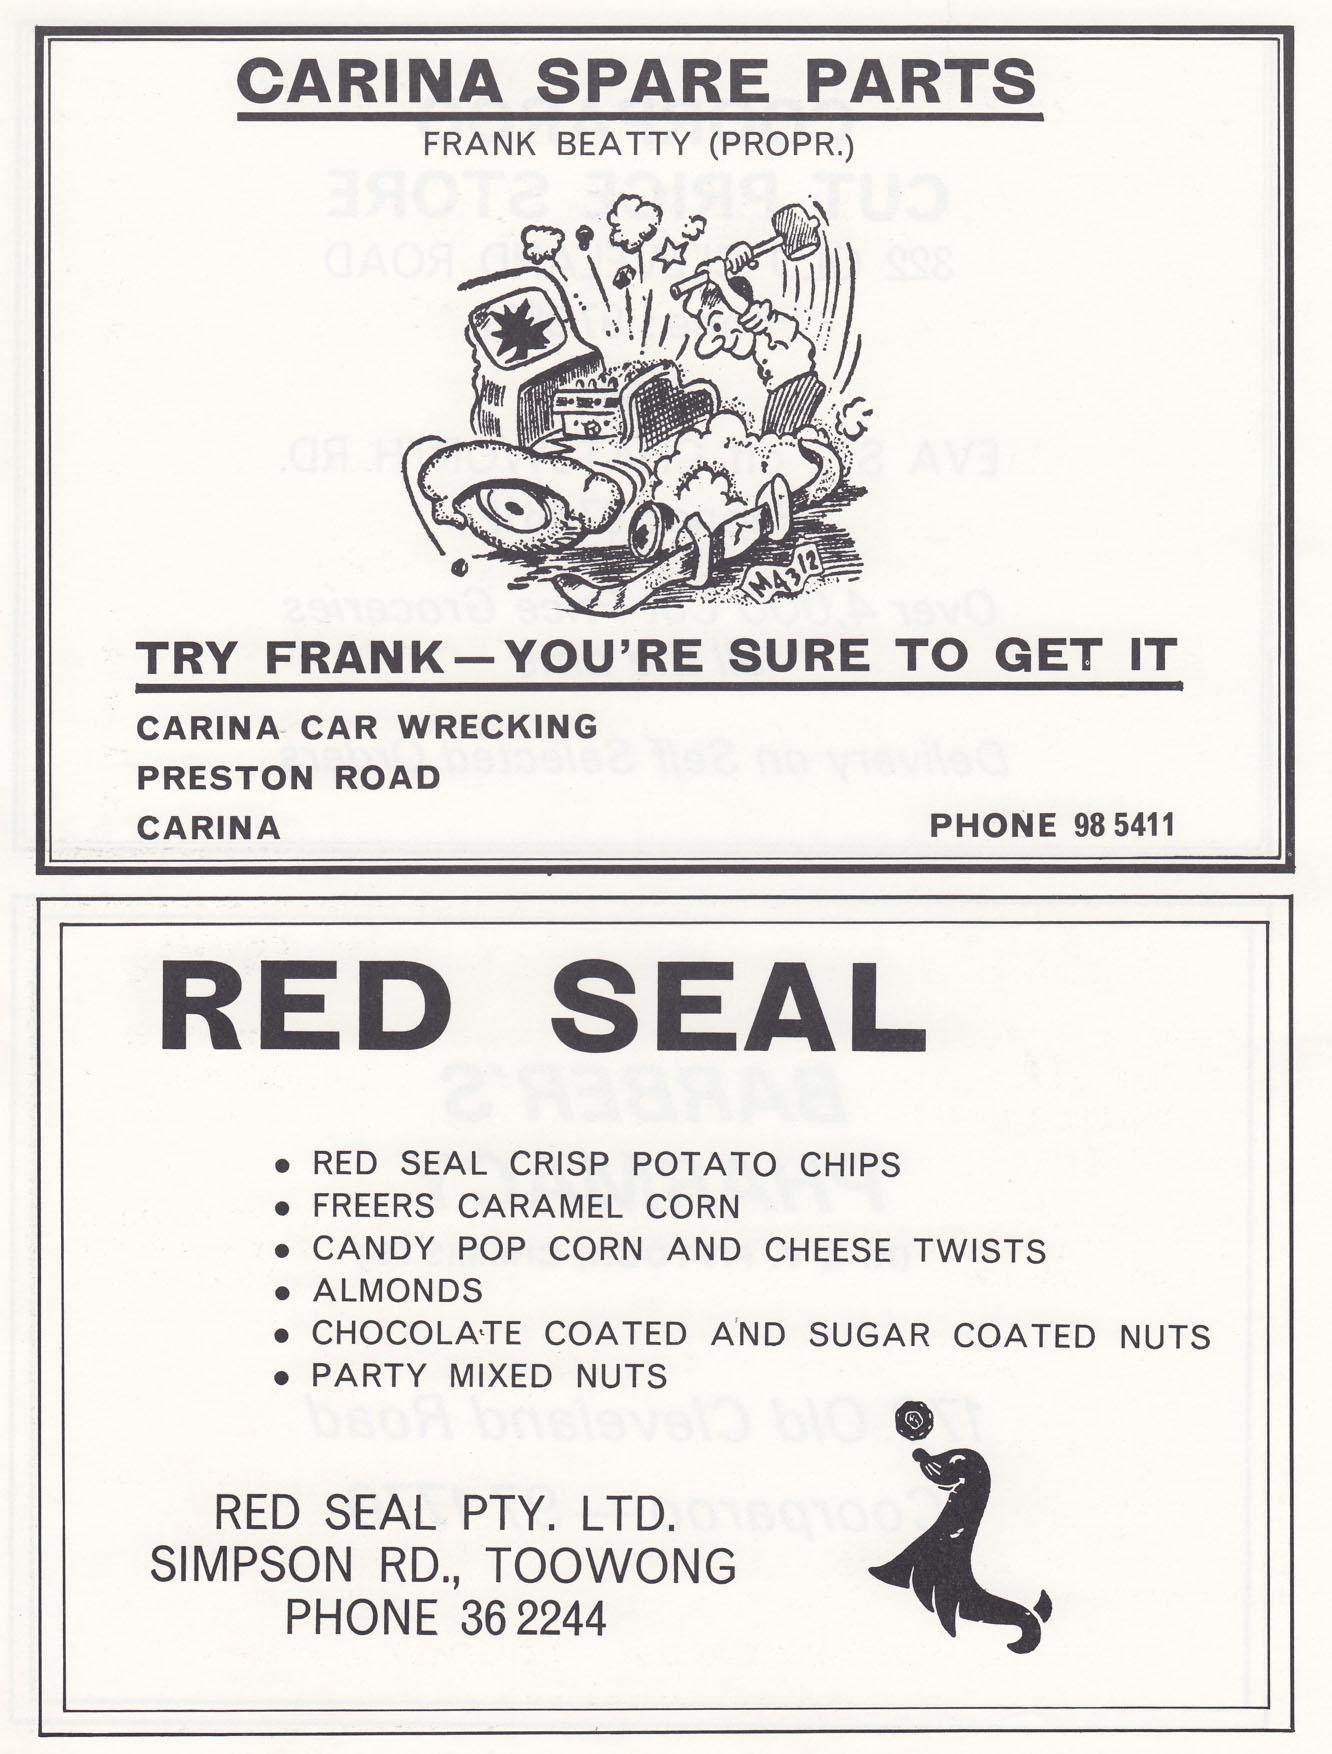 CARINA SPARE PARTS
FRANK BEATTY (PROPR.)
MA312
TRY FRANK — YOU'RE SURE TO GET IT
CARINA CAR WRECKING
PRESTON ROAD
CARINA
PHONE 98 5411
RED SEAL
• RED SEAL CRISP POTATO CHIPS
• FREERS CARAMEL CORN
• CANDY POP CORN AND CHEESE TWISTS
• ALMONDS
• CHOCOLATE COATED AND SUGAR COATED NUTS
• PARTY MIXED NUTS
RED SEAL PTY. LTD.
SIMPSON RD., TOOWONG
PHONE 36 2244